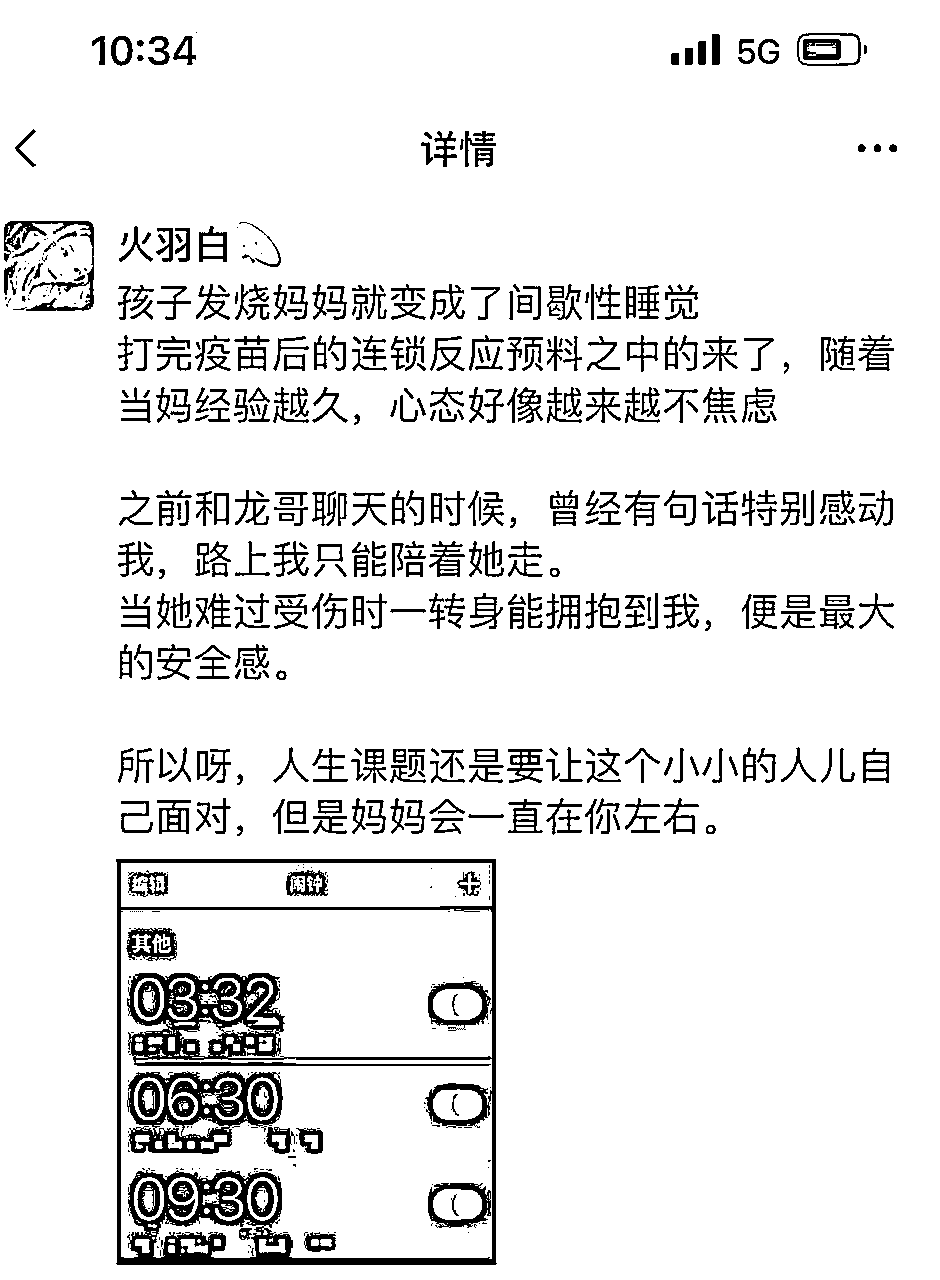 10:34
5G
详情
火羽白
孩子发烧妈妈就变成了间歇性睡觉
打完疫苗后的连锁反应预料之中的来了，随着
当妈经验越久，心态好像越来越不焦虑
之前和龙哥聊天的时候，曾经有句话特别感动
我，路上我只能陪着她走。
当她难过受伤时一转身能拥抱到我，便是最大
的安全感。
所以呀，人生课题还是要让这个小小的人儿自
己面对，但是妈妈会一直在你左右。
编辑 闹钟
其他
03:32
06:30
09:30